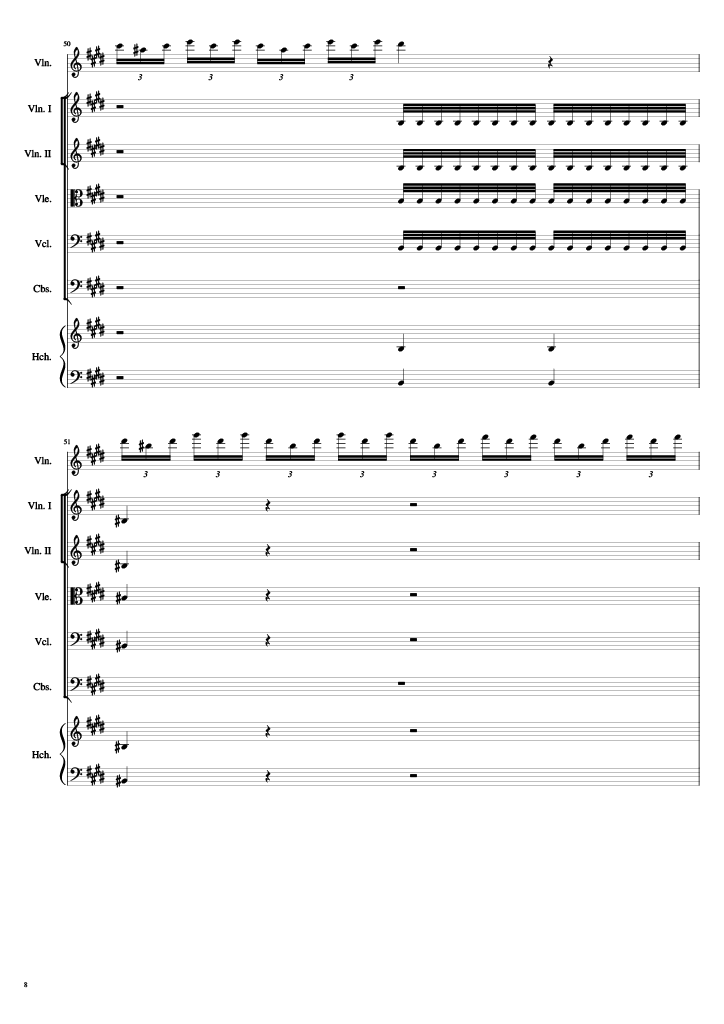 50
Vln.
3 3 3 3
Vln. I
Vln. II
Vle.
Vcl.
Cbs.
Hch.
51
Vln.
3 3 3 3 3 3 3 3
Vln. I
Vln. II
Vle.
Vcl.
Cbs.
Hch.
8